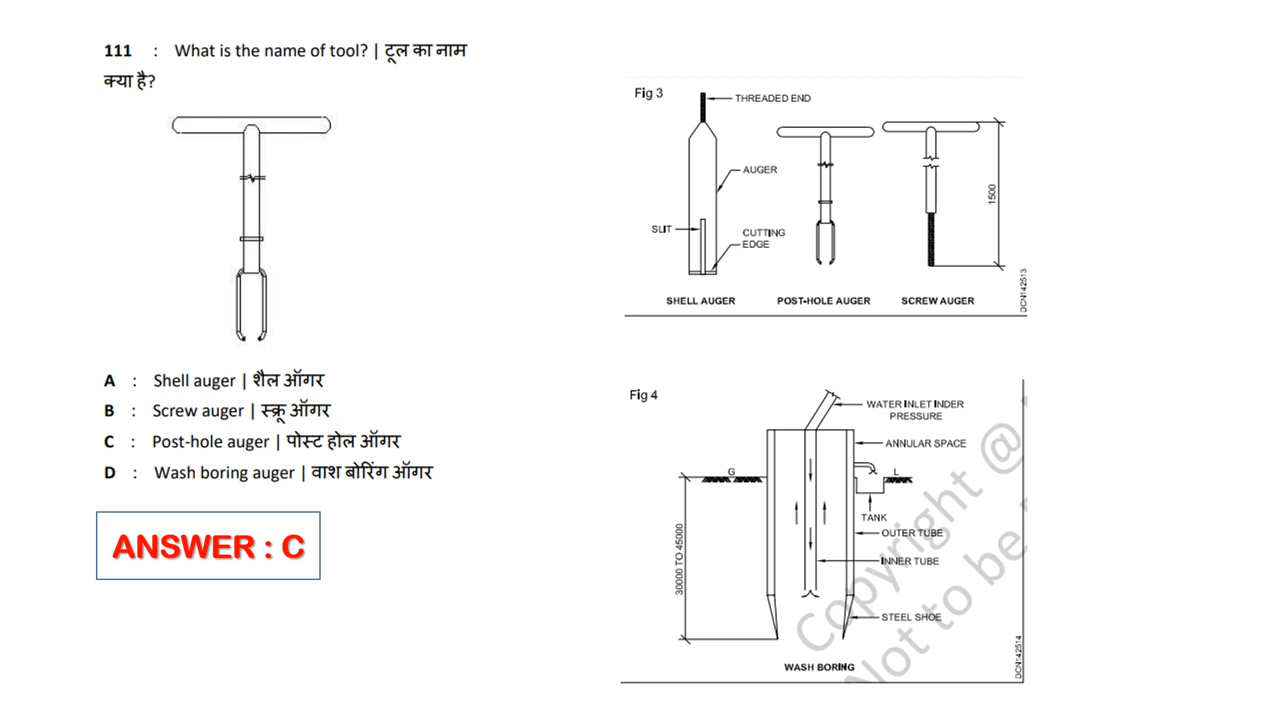 111 : What is the name of tool? | टूल का नाम
क्या है?
A : Shell auger | शैल ऑगर
B : Screw auger | स्क्रू ऑगर
C : Post-hole auger | पोस्ट होल ऑगर
D : Wash boring auger | वाश बोरिंग ऑगर
ANSWER : C
Fig 3
THREADED END
AUGER
SLIT
CUTTING
EDGE
1500
SHELL AUGER
POST-HOLE AUGER
SCREW AUGER
DCN142513
Fig 4
WATER INLET INDER
PRESSURE
ANNULAR SPACE
G
L
TANK
OUTER TUBE
INNER TUBE
30000 TO 45000
STEEL SHOE
WASH BORING
DCN142514
Copyright @
Not to be